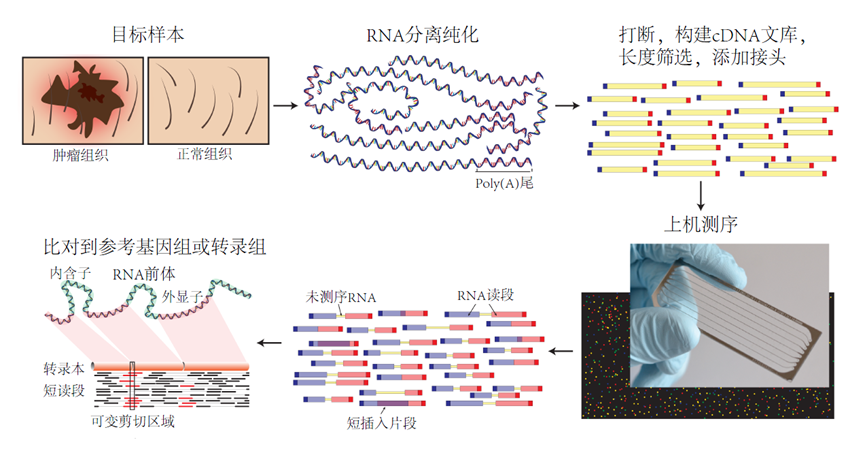 目标样本
肿瘤组织
正常组织
RNA分离纯化
Poly(A)尾
打断，构建cDNA文库，
长度筛选，添加接头
上机测序
未测序RNA
RNA读段
短插入片段
比对到参考基因组或转录组
内含子
RNA前体
外显子
转录本
短读段
可变剪切区域